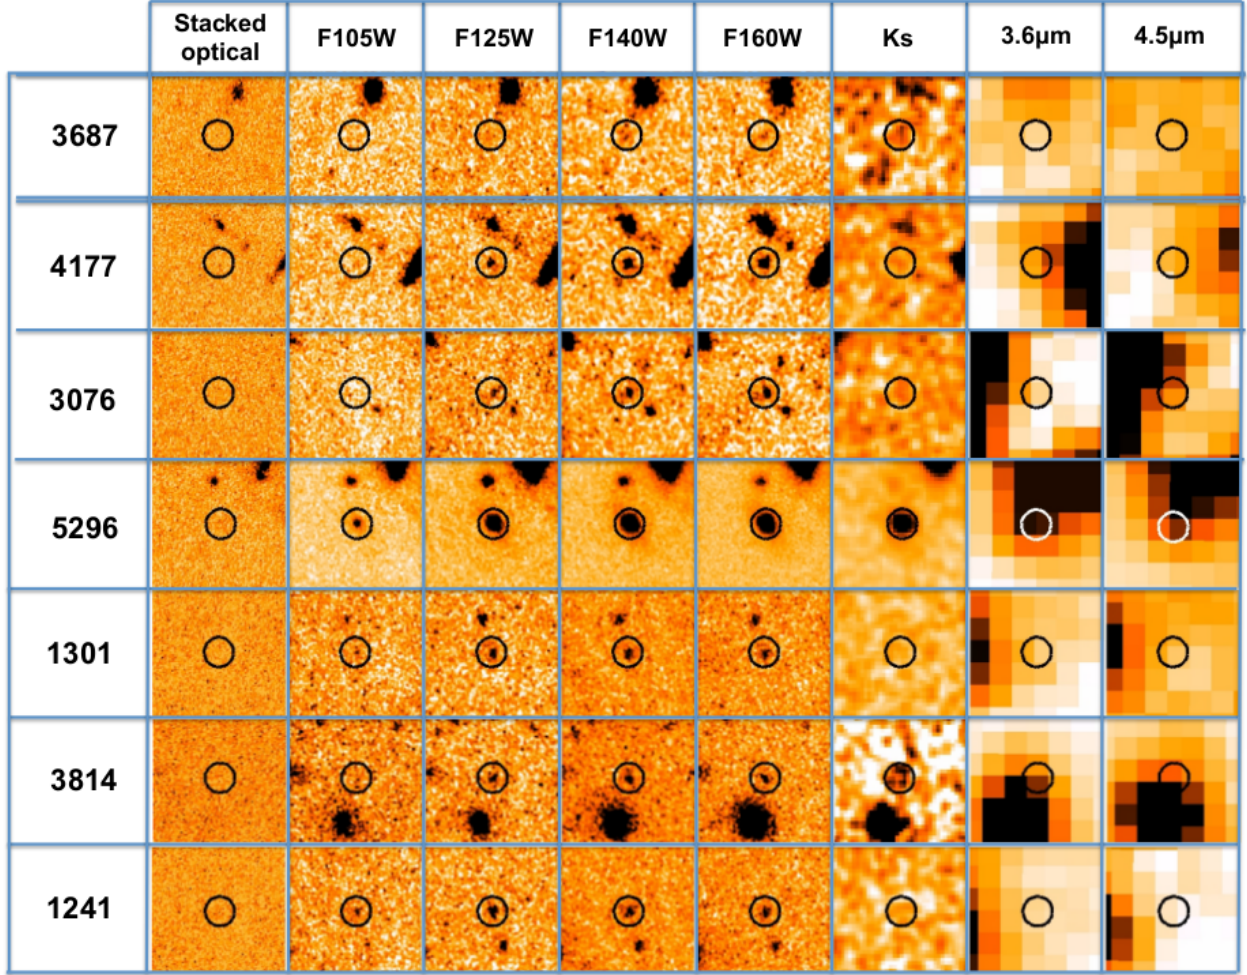 Stacked
optical
F105W
F125W
F140W
F160W
Ks
3.6µm
4.5µm
3687
4177
3076
5296
1301
3814
1241